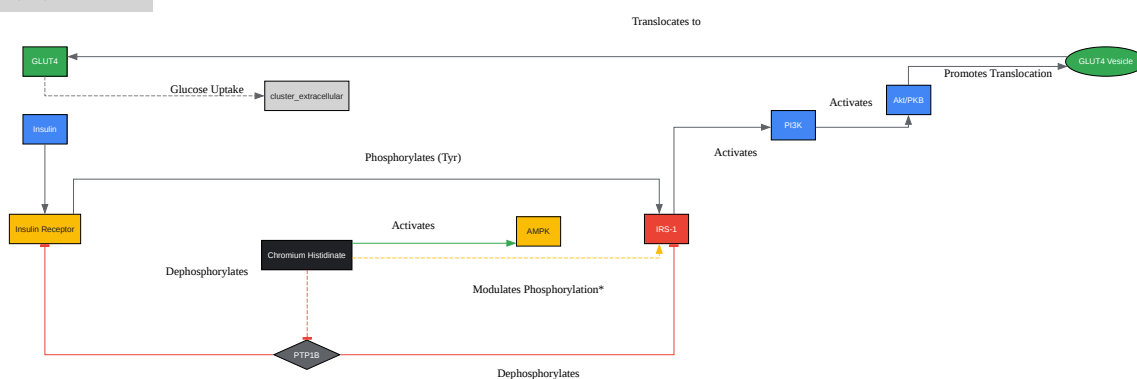 Translocates to
GLUT4
GLUT4 Vesicle
Promotes Translocation
Glucose Uptake
cluster_extracellular
Akt/PKB
Activates
Insulin
PI3K
Activates
Phosphorylates (Tyr)
Insulin Receptor
Activates
AMPK
IRS-1
Chromium Histidinate
Dephosphorylates
Modulates Phosphorylation*
PTP1B
Dephosphorylates